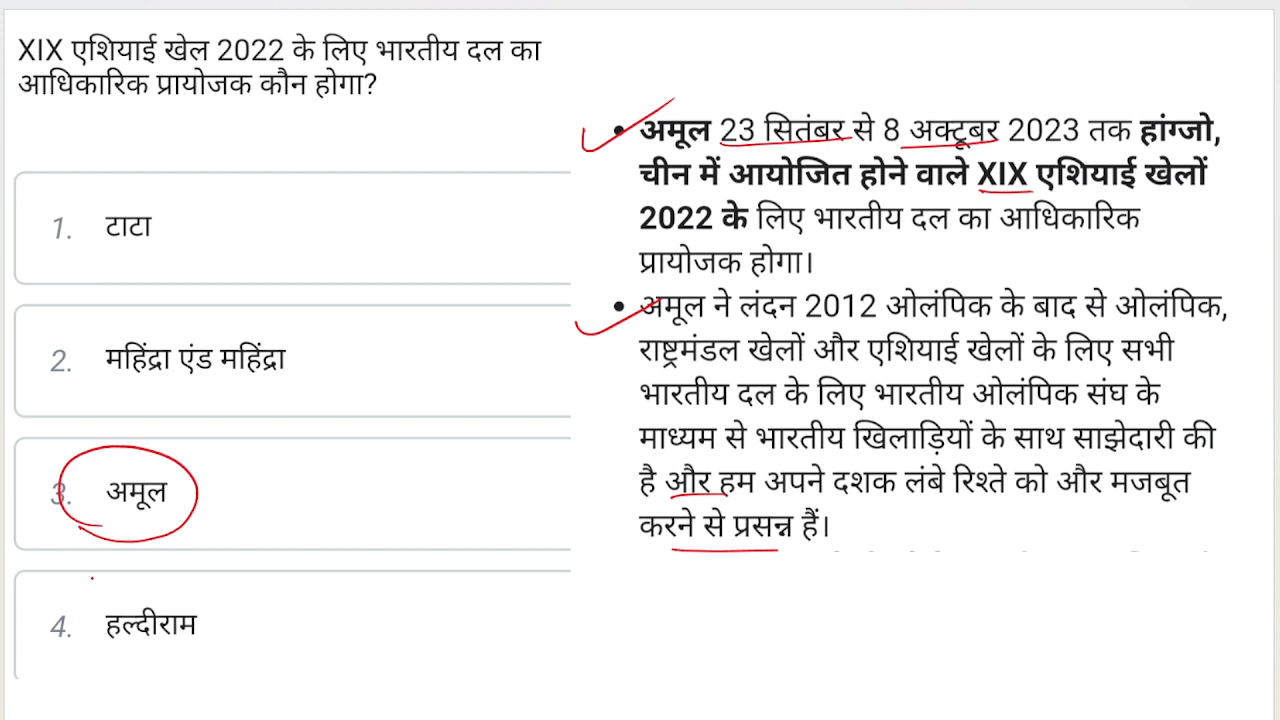 XIX एशियाई खेल 2022 के लिए भारतीय दल का
आधिकारिक प्रायोजक कौन होगा?
1. टाटा
2. महिंद्रा एंड महिंद्रा
3. अमूल
4. हल्दीराम
• अमूल 23 सितंबर से 8 अक्टूबर 2023 तक हांग्जो,
चीन में आयोजित होने वाले XIX एशियाई खेलों
2022 के लिए भारतीय दल का आधिकारिक
प्रायोजक होगा।
• अमूल ने लंदन 2012 ओलंपिक के बाद से ओलंपिक,
राष्ट्रमंडल खेलों और एशियाई खेलों के लिए सभी
भारतीय दल के लिए भारतीय ओलंपिक संघ के
माध्यम से भारतीय खिलाड़ियों के साथ साझेदारी की
है और हम अपने दशक लंबे रिश्ते को और मजबूत
करने से प्रसन्न हैं।